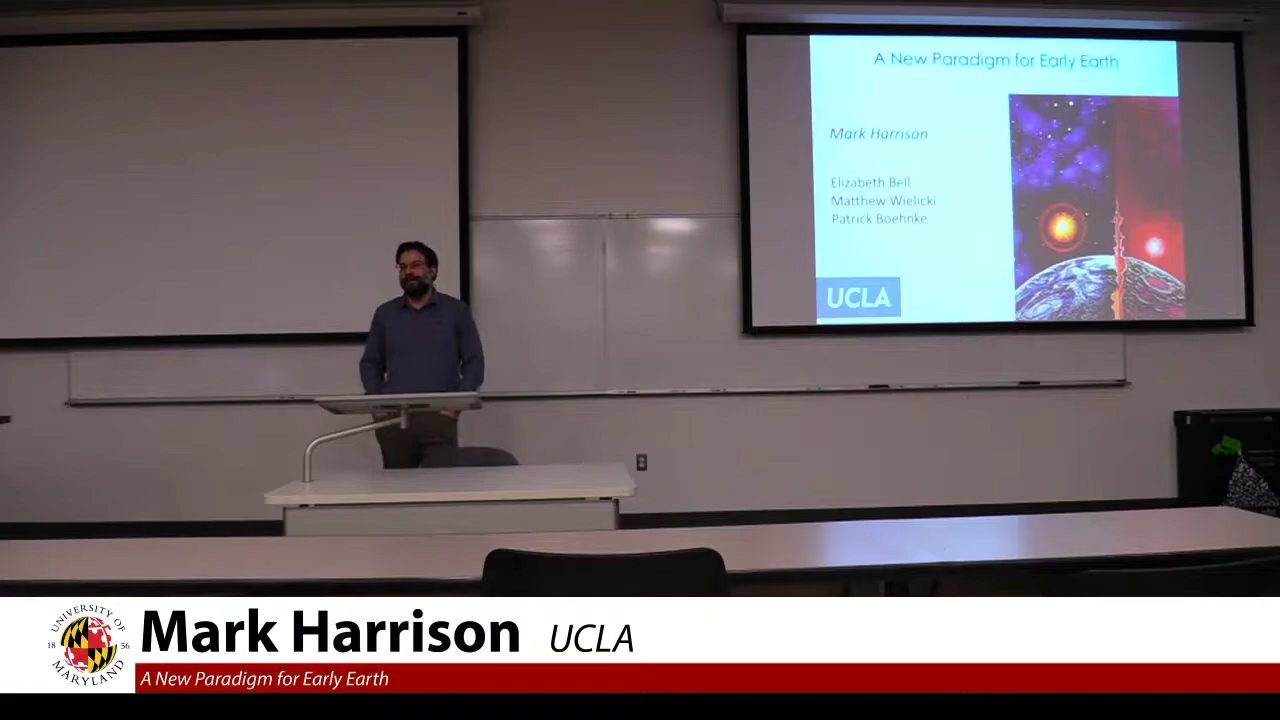 A New Paradigm for Early Earth
Mark Harrison
Elizabeth Bell
Matthew Wielicki
Patrick Boehnke
UCLA
UNIVERSITY OF
18 56
MARYLAND
Mark Harrison UCLA
A New Paradigm for Early Earth